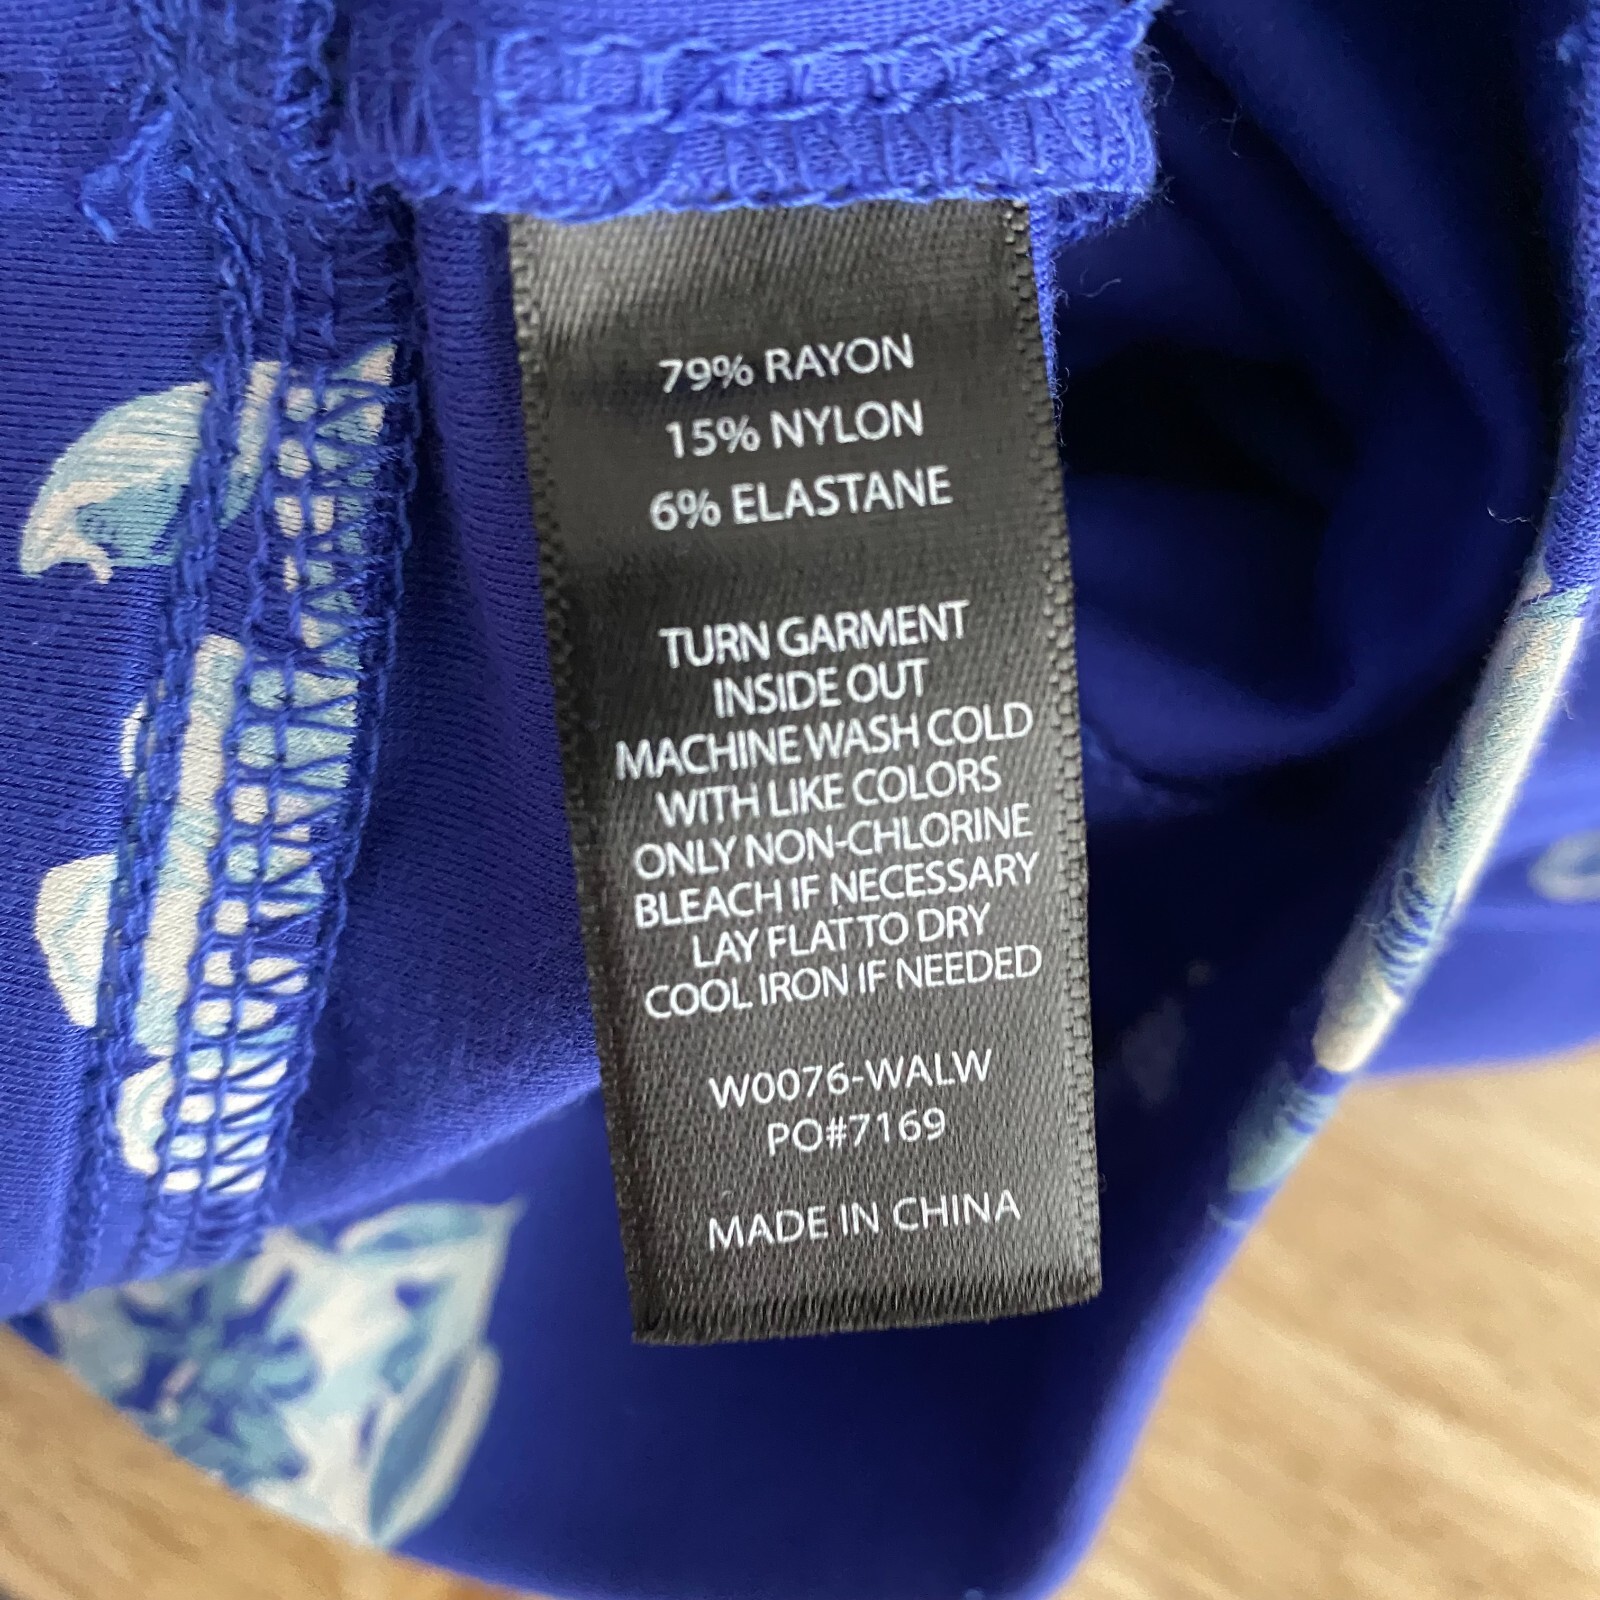 79% RAYON
15% NYLON
6% ELASTANE
TURN GARMENT
INSIDE OUT
MACHINE WASH COLD
WITH LIKE COLORS
ONLY NON-CHLORINE
BLEACH IF NECESSARY
LAY FLAT TO DRY
COOL IRON IF NEEDED
W0076-WALW
PO#7169
MADE IN CHINA